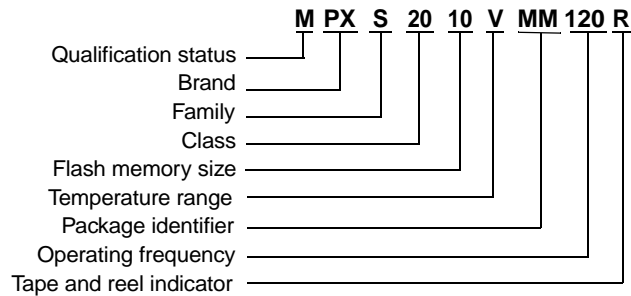 M PX S 20 10 V MM 120 R
Qualification status
Brand
Family
Class
Flash memory size
Temperature range
Package identifier
Operating frequency
Tape and reel indicator